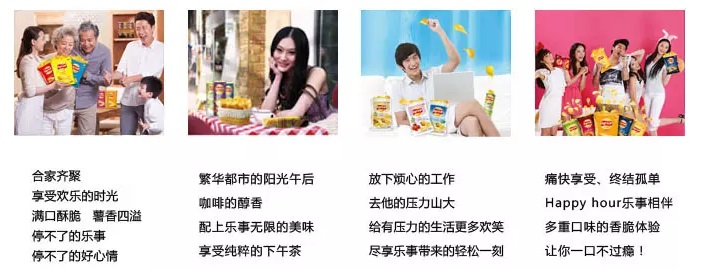 合家齐聚
享受欢乐的时光
满口酥脆 薯香四溢
停不了的乐事
停不了的好心情
繁华都市的阳光午后
咖啡的醇香
配上乐事无限的美味
享受纯粹的下午茶
放下烦心的工作
去他的压力山大
给有压力的生活更多欢笑
尽享乐事带来的轻松一刻
痛快享受、终结孤单
Happy hour乐事相伴
多重口味的香脆体验
让你一口不过瘾！